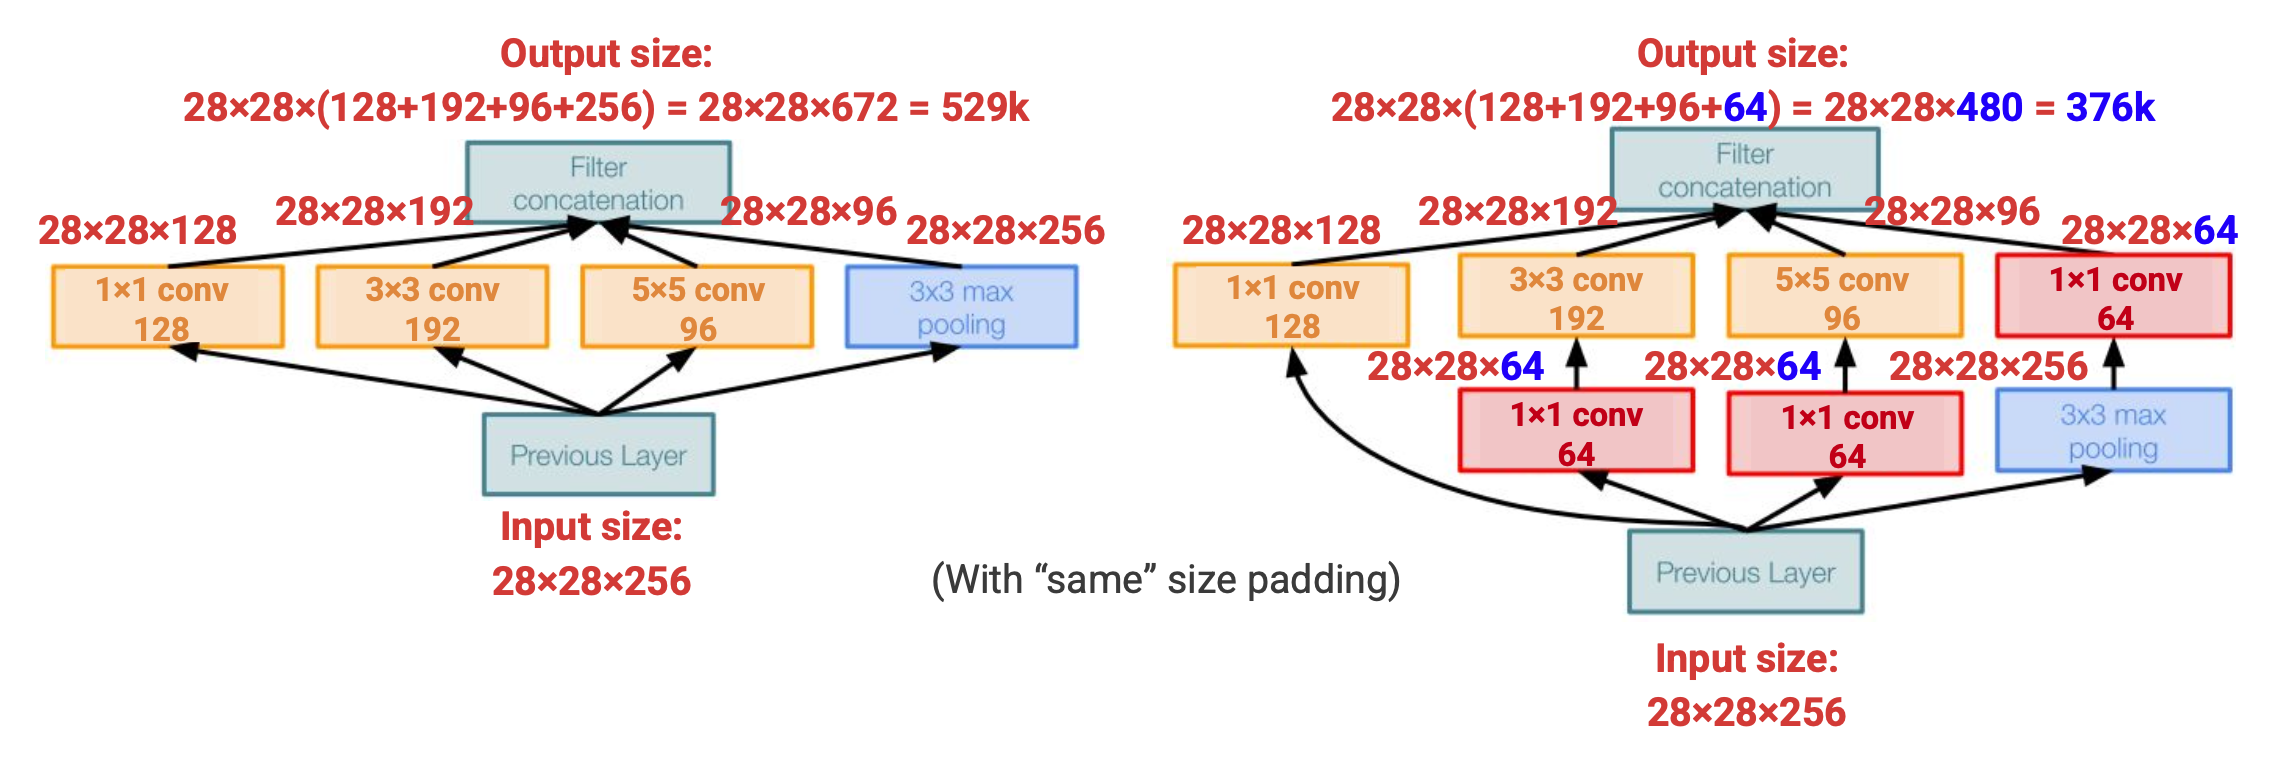 Output size:
28×28×(128+192+96+256) = 28×28×672 = 529k
Filter
concatenation
28×28×128
28×28×192
28×28×96
28×28×256
1×1 conv
128
3×3 conv
192
5×5 conv
96
3x3 max
pooling
Previous Layer
Input size:
28×28×256
(With “same” size padding)
Output size:
28×28×(128+192+96+64) = 28×28×480 = 376k
Filter
concatenation
28×28×128
28×28×192
28×28×96
28×28×64
1×1 conv
128
3×3 conv
192
5×5 conv
96
1×1 conv
64
28×28×64
28×28×64
28×28×256
1×1 conv
64
1×1 conv
64
3x3 max
pooling
Previous Layer
Input size:
28×28×256